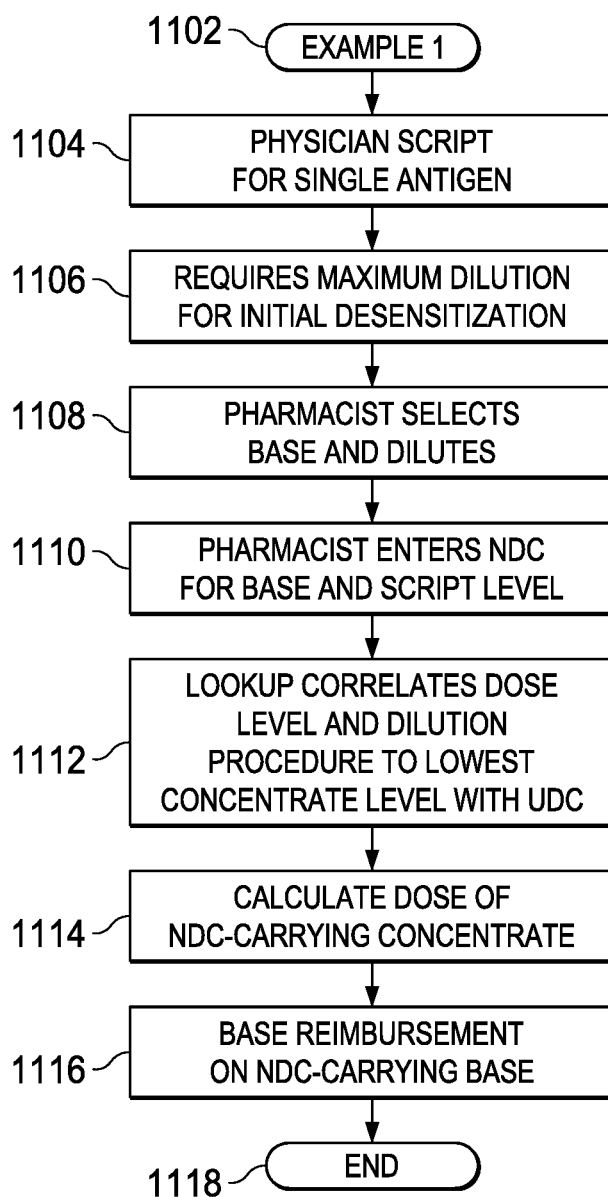 1102
EXAMPLE 1
1104
PHYSICIAN SCRIPT
FOR SINGLE ANTIGEN
1106
REQUIRES MAXIMUM DILUTION
FOR INITIAL DESENSITIZATION
1108
PHARMACIST SELECTS
BASE AND DILUTES
1110
PHARMACIST ENTERS NDC
FOR BASE AND SCRIPT LEVEL
1112
LOOKUP CORRELATES DOSE
LEVEL AND DILUTION
PROCEDURE TO LOWEST
CONCENTRATE LEVEL WITH UDC
1114
CALCULATE DOSE OF
NDC-CARRYING CONCENTRATE
1116
BASE REIMBURSEMENT
ON NDC-CARRYING BASE
1118
END